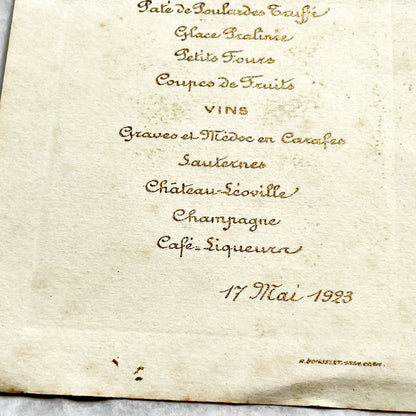 Pâté de Poulardes Truffé
Glace Pralinée
Petits Fours
Coupes de Fruits
VINS
Graves et Médoc en Carafes
Sauternes
Château-Léoville
Champagne
Café-Liqueurs
17 Mai 1923